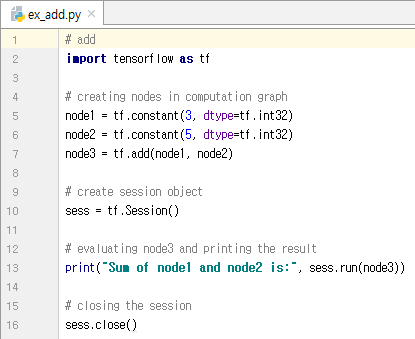 ex_add.py
1 # add
2 import tensorflow as tf
3
4 # creating nodes in computation graph
5 node1 = tf.constant(3, dtype=tf.int32)
6 node2 = tf.constant(5, dtype=tf.int32)
7 node3 = tf.add(node1, node2)
8
9 # create session object
10 sess = tf.Session()
11
12 # evaluating node3 and printing the result
13 print("Sum of node1 and node2 is:", sess.run(node3))
14
15 # closing the session
16 sess.close()